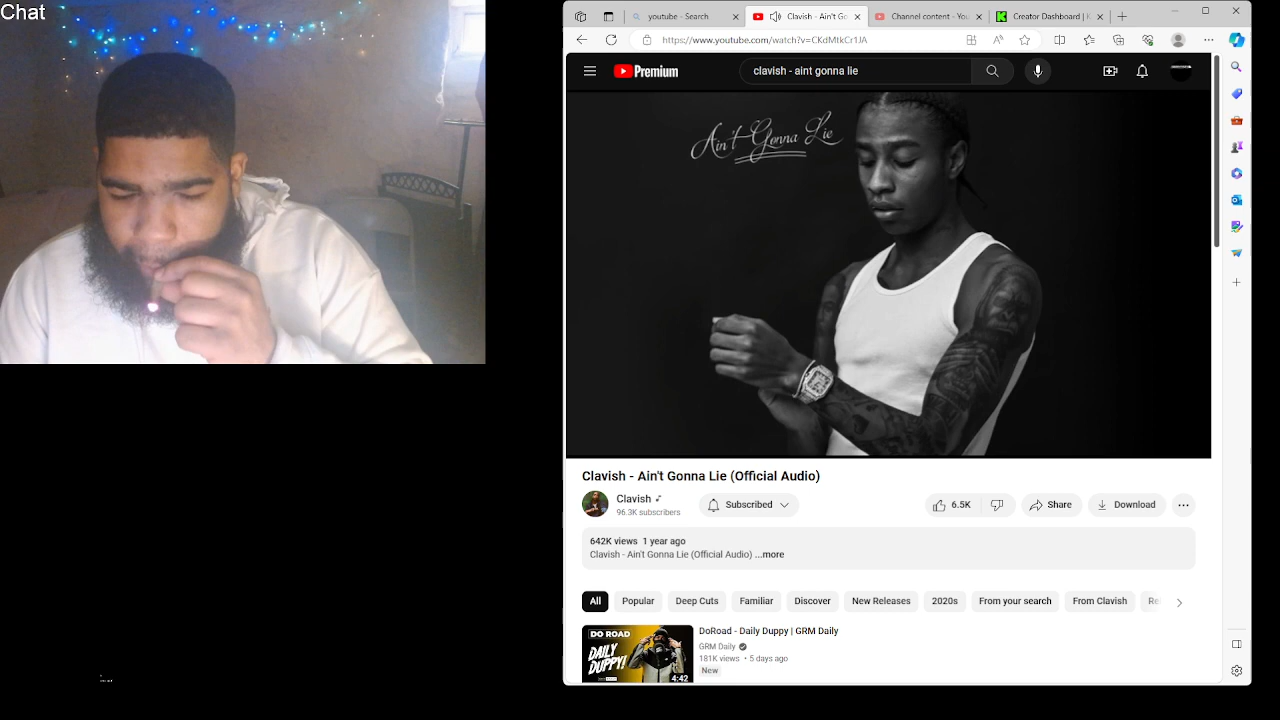 Chat
youtube - Search
Clavish - Ain't Go
Channel content - You
Creator Dashboard | K
https://www.youtube.com/watch?v=CKdMtkCr1JA
Premium
clavish - aint gonna lie
Ain't Gonna Lie
Clavish - Ain't Gonna Lie (Official Audio)
Clavish
96.3K subscribers
Subscribed
6.5K
Share
Download
642K views 1 year ago
Clavish - Ain't Gonna Lie (Official Audio) ...more
All
Popular
Deep Cuts
Familiar
Discover
New Releases
2020s
From your search
From Clavish
Re
DO ROAD
DAILY
DUPPY!
4:42
DoRoad - Daily Duppy | GRM Daily
GRM Daily
181K views • 5 days ago
New